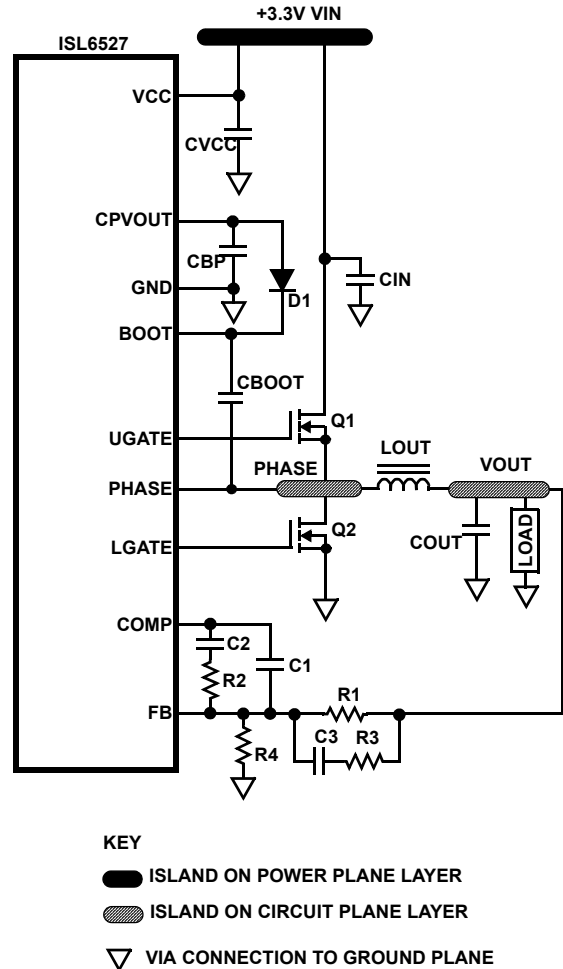 +3.3V VIN
ISL6527
VCC
CVCC
CPVOUT
CBP
GND
D1
CIN
BOOT
CBOOT
Q1
UGATE
LOUT
PHASE
VOUT
PHASE
Q2
COUT
LOAD
LGATE
COMP
C2
C1
R2
R1
FB
C3
R3
R4
KEY
ISLAND ON POWER PLANE LAYER
ISLAND ON CIRCUIT PLANE LAYER
VIA CONNECTION TO GROUND PLANE